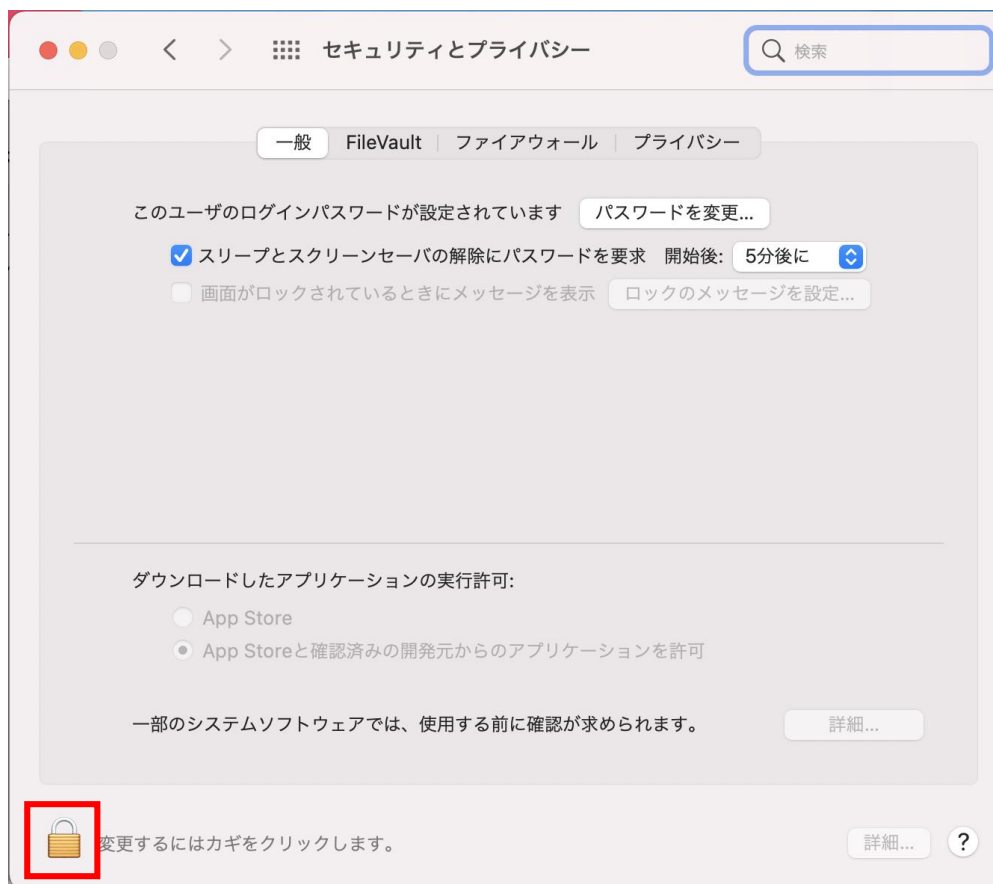 セキュリティとプライバシー
検索
一般 FileVault ファイアウォール プライバシー
このユーザのログインパスワードが設定されています パスワードを変更...
スリープとスクリーンセーバの解除にパスワードを要求 開始後: 5分後に
画面がロックされているときにメッセージを表示 ロックのメッセージを設定...
ダウンロードしたアプリケーションの実行許可:
App Store
App Storeと確認済みの開発元からのアプリケーションを許可
一部のシステムソフトウェアでは、使用する前に確認が求められます。 詳細...
変更するにはカギをクリックします。 詳細... ?